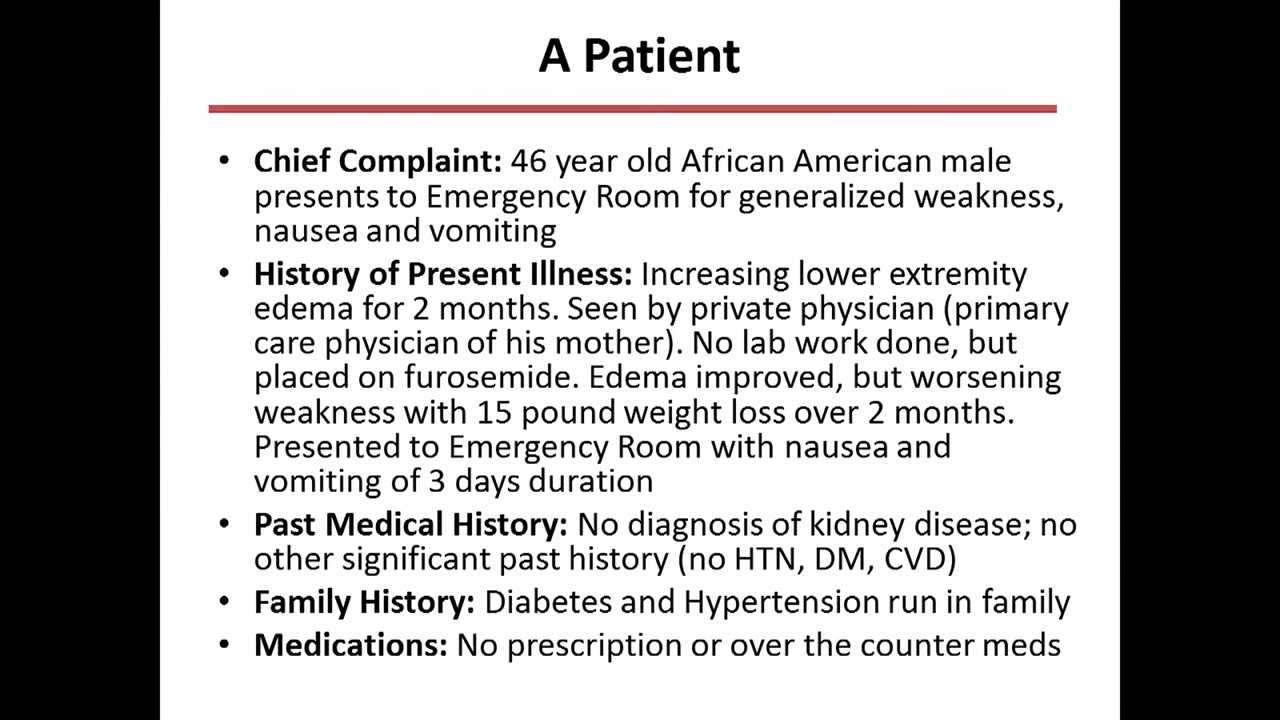 A Patient
• Chief Complaint: 46 year old African American male
presents to Emergency Room for generalized weakness,
nausea and vomiting
• History of Present Illness: Increasing lower extremity
edema for 2 months. Seen by private physician (primary
care physician of his mother). No lab work done, but
placed on furosemide. Edema improved, but worsening
weakness with 15 pound weight loss over 2 months.
Presented to Emergency Room with nausea and
vomiting of 3 days duration
• Past Medical History: No diagnosis of kidney disease; no
other significant past history (no HTN, DM, CVD)
• Family History: Diabetes and Hypertension run in family
• Medications: No prescription or over the counter meds